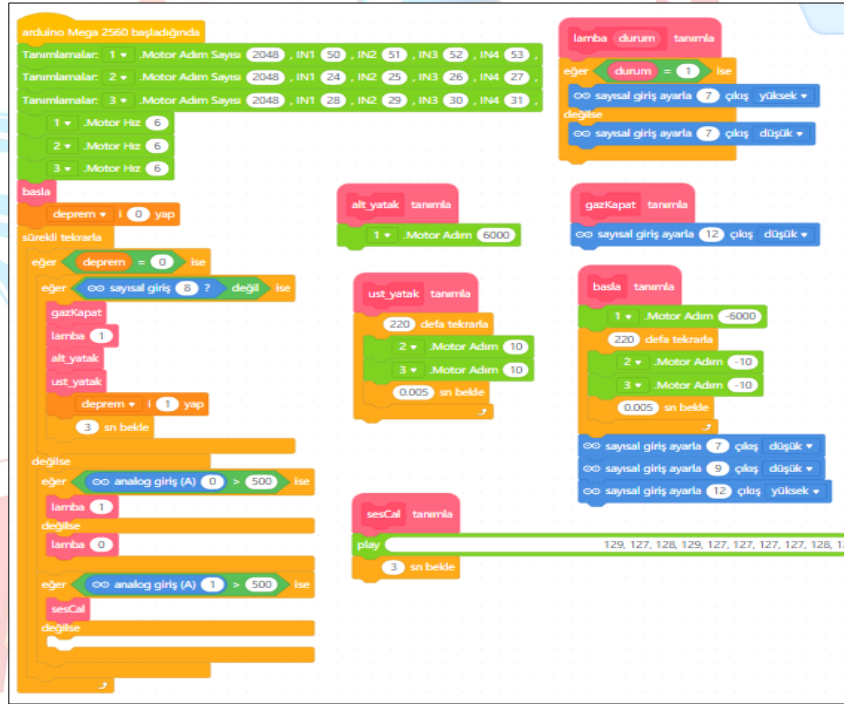 arduino Mega 2560 başladığında
Tanımlamalar: 1 .Motor Adım Sayısı 2048 , IN1 50 , IN2 51 , IN3 52 , IN4 53 ,
Tanımlamalar: 2 .Motor Adım Sayısı 2048 , IN1 24 , IN2 25 , IN3 26 , IN4 27 ,
Tanımlamalar: 3 .Motor Adım Sayısı 2048 , IN1 28 , IN2 29 , IN3 30 , IN4 31 ,
1 .Motor Hız 6
2 .Motor Hız 6
3 .Motor Hız 6
basla
deprem i 0 yap
sürekli tekrarla
eğer deprem = 0 ise
eğer sayısal giriş 8 ? değil ise
gazKapat
lamba 1
alt_yatak
ust_yatak
deprem i 1 yap
3 sn bekle
değilse
eğer analog giriş (A) 0 > 500 ise
lamba 1
değilse
lamba 0
eğer analog giriş (A) 1 > 500 ise
sesCal
değilse
alt_yatak tanımla
1 .Motor Adım 6000
ust_yatak tanımla
220 defa tekrarla
2 .Motor Adım 10
3 .Motor Adım 10
0.005 sn bekle
sesCal tanımla
play 129, 127, 128, 129, 127, 127, 127, 127, 128,
3 sn bekle
lamba durum tanımla
eğer durum = 1 ise
sayısal giriş ayarla 7 çıkış yüksek
değilse
sayısal giriş ayarla 7 çıkış düşük
gazKapat tanımla
sayısal giriş ayarla 12 çıkış düşük
basla tanımla
1 .Motor Adım -6000
220 defa tekrarla
2 .Motor Adım -10
3 .Motor Adım -10
0.005 sn bekle
sayısal giriş ayarla 7 çıkış düşük
sayısal giriş ayarla 9 çıkış düşük
sayısal giriş ayarla 12 çıkış yüksek